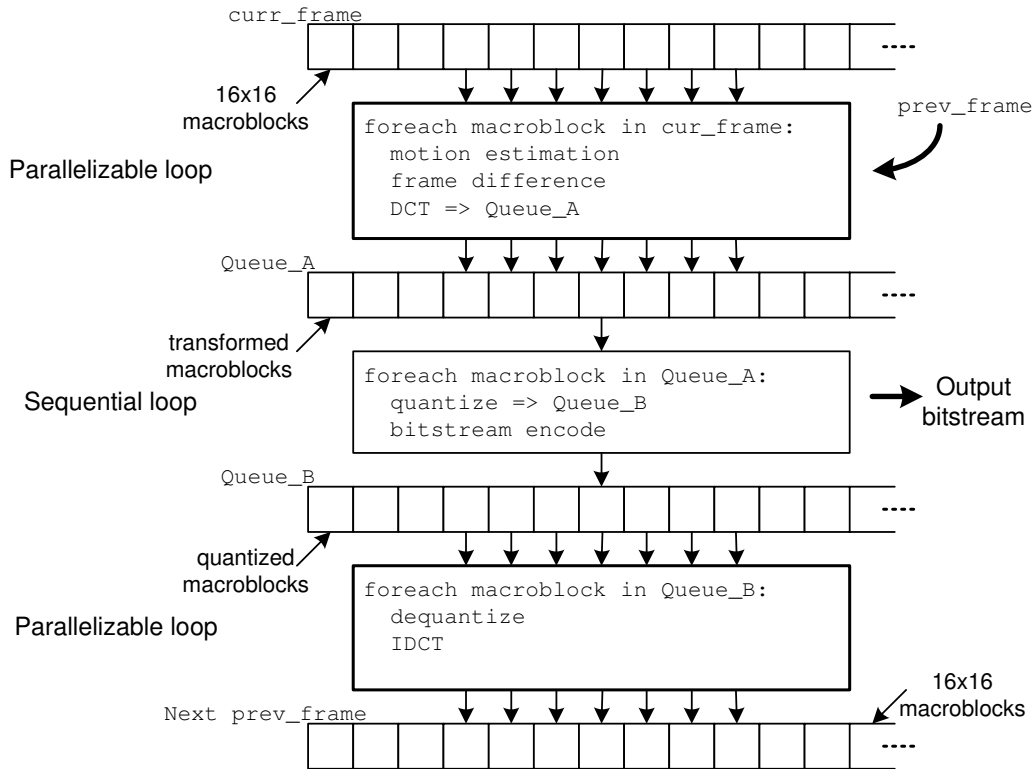 curr_frame
16x16
macroblocks
prev_frame
Parallelizable loop
foreach macroblock in cur_frame:
motion estimation
frame difference
DCT => Queue_A
Queue_A
transformed
macroblocks
Sequential loop
foreach macroblock in Queue_A:
quantize => Queue_B
bitstream encode
Output
bitstream
Queue_B
quantized
macroblocks
Parallelizable loop
foreach macroblock in Queue_B:
dequantize
IDCT
16x16
macroblocks
Next prev_frame